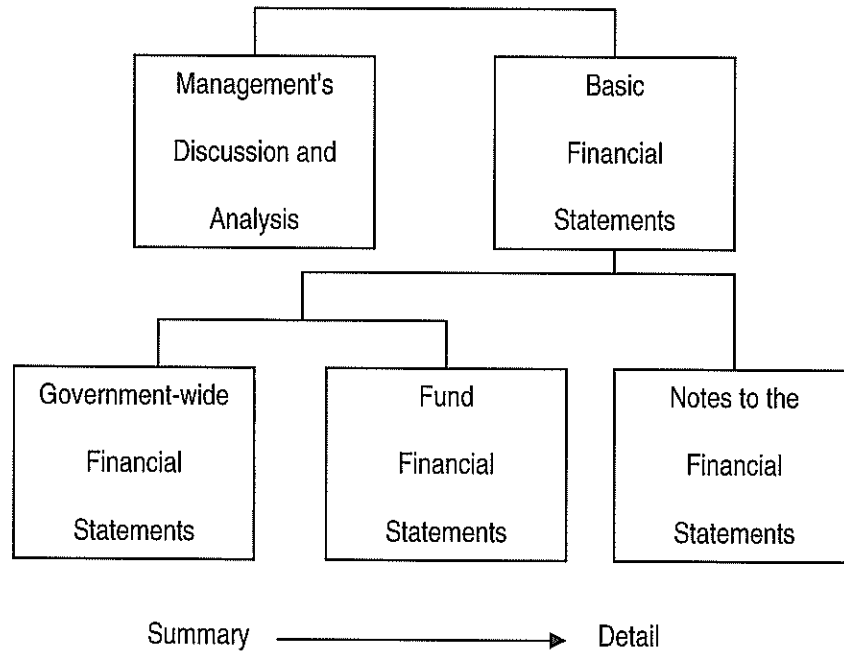 Management's
Discussion and
Analysis
Basic
Financial
Statements
Government-wide
Financial
Statements
Fund
Financial
Statements
Notes to the
Financial
Statements
Summary
Detail